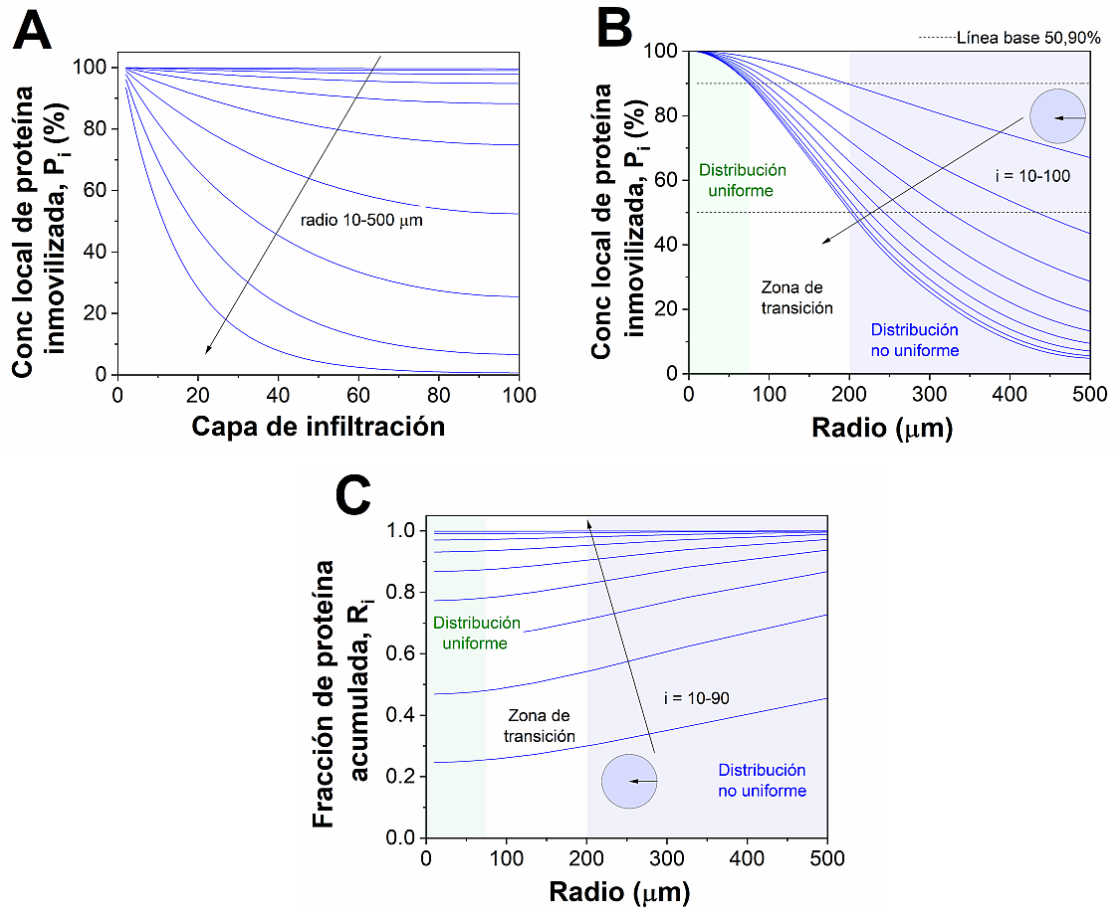 A
Conc local de proteína
inmovilizada, Pi (%)
100
80
60
40
20
0
radio 10-500 μm
0
20
40
60
80
100
Capa de infiltración
B
Línea base 50,90%
Conc local de proteína
inmovilizada, Pi (%)
100
80
60
40
20
0
Distribución
uniforme
i = 10-100
Zona de
transición
Distribución
no uniforme
0
100
200
300
400
500
Radio (μm)
C
Fracción de proteína
acumulada, Ri
1.0
0.8
0.6
0.4
0.2
0.0
Distribución
uniforme
Zona de
transición
i = 10-90
Distribución
no uniforme
0
100
200
300
400
500
Radio (μm)